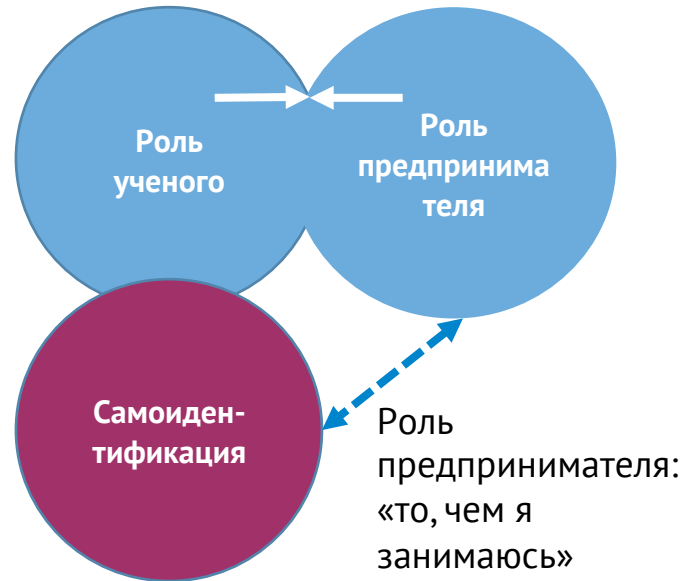 Роль
ученого
Роль
предпринима
теля
Самоиден-
тификация
Роль
предпринимателя:
«то, чем я
занимаюсь»